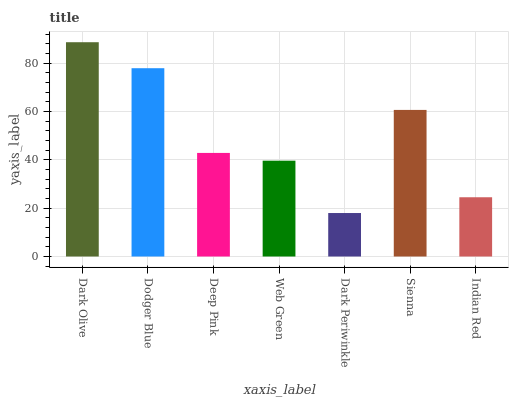 title
yaxis_label
80
60
40
20
0
Dark Olive
Dodger Blue
Deep Pink
Web Green
Dark Periwinkle
Sienna
Indian Red
xaxis_label